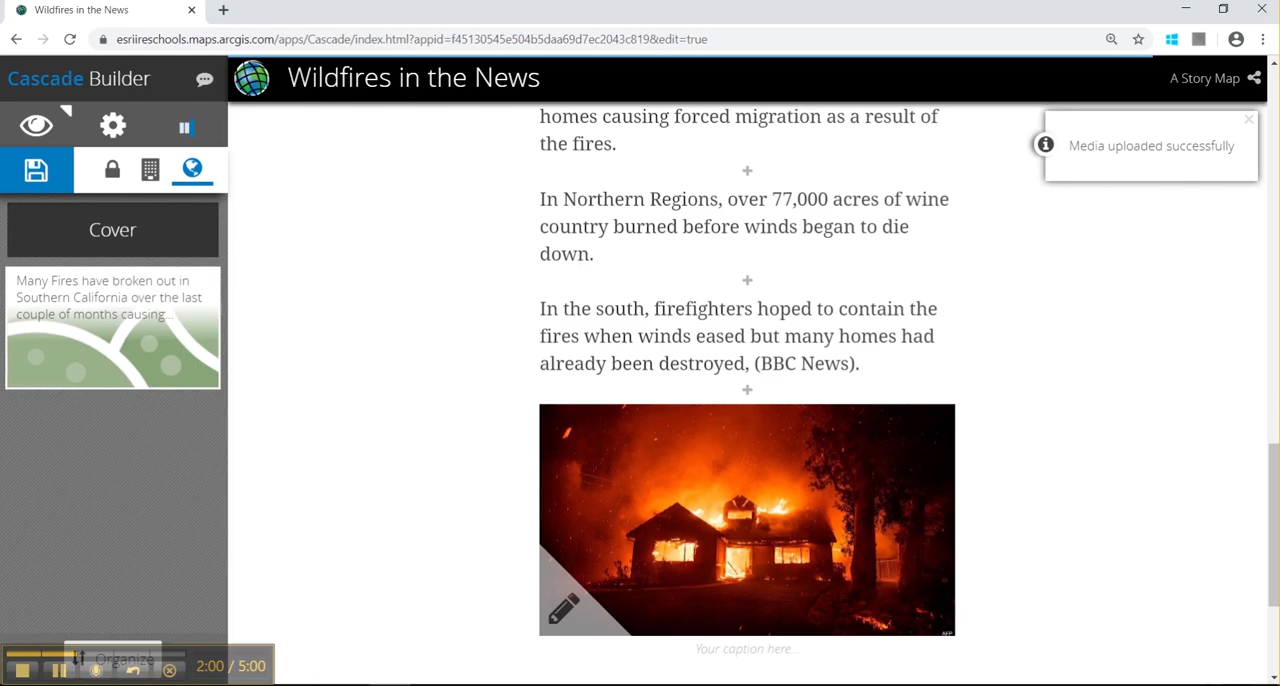 Wildfires in the News
esriireschools.maps.arcgis.com/apps/Cascade/index.html?appid=f45130545e504b5daa69d7ec2043c819&edit=true
Cascade Builder
Wildfires in the News
A Story Map
Cover
Many Fires have broken out in
Southern California over the last
couple of months causing...
homes causing forced migration as a result of
the fires.
In Northern Regions, over 77,000 acres of wine
country burned before winds began to die
down.
In the south, firefighters hoped to contain the
fires when winds eased but many homes had
already been destroyed, (BBC News).
AFP
Your caption here...
Media uploaded successfully
Organize
2:00 / 5:00